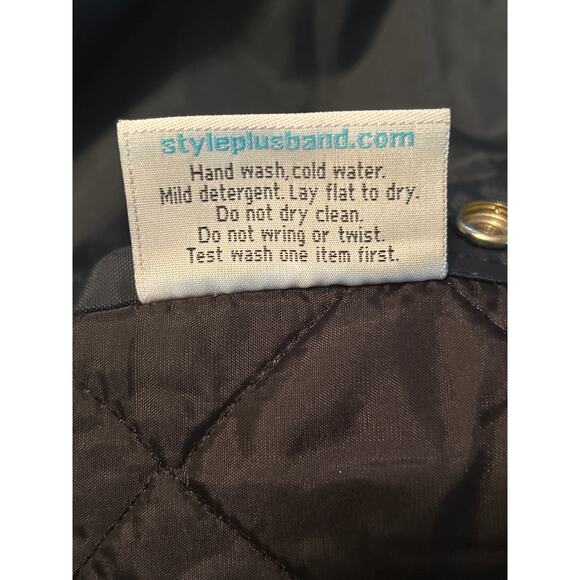 styleplusband.com
Hand wash, cold water.
Mild detergent. Lay flat to dry.
Do not dry clean.
Do not wring or twist.
Test wash one item first.